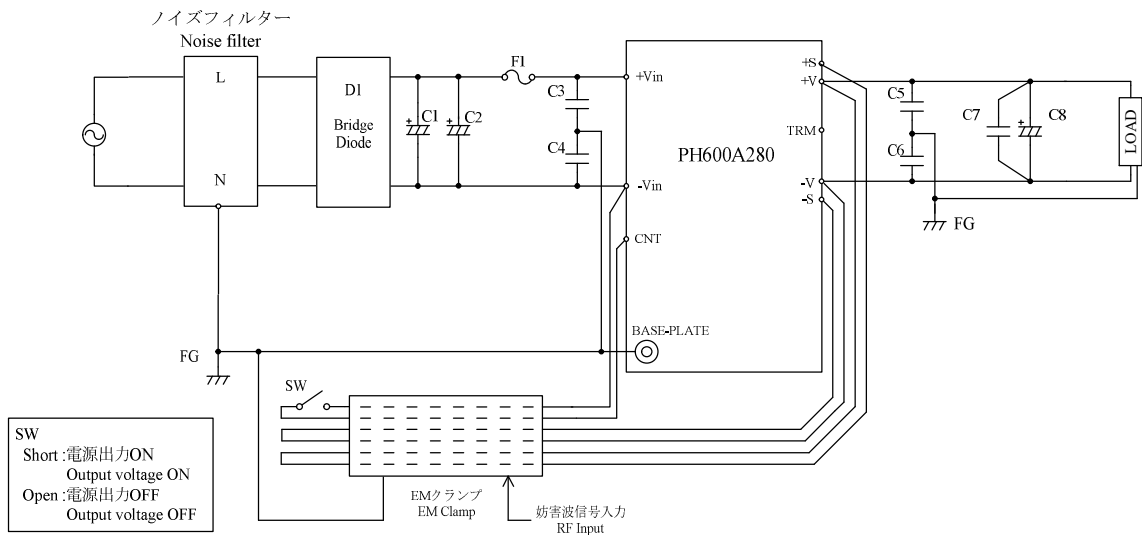 ノイズフィルター
Noise filter
L
N
D1
Bridge
Diode
+
C1
+
C2
F1
C3
C4
+Vin
-Vin
CNT
BASE-PLATE
PH600A280
+S
+V
TRM
-V
-S
C5
C6
C7
+
C8
LOAD
FG
FG
SW
EMクランプ
EM Clamp
妨害波信号入力
RF Input
SW
Short :電源出力ON
Output voltage ON
Open :電源出力OFF
Output voltage OFF